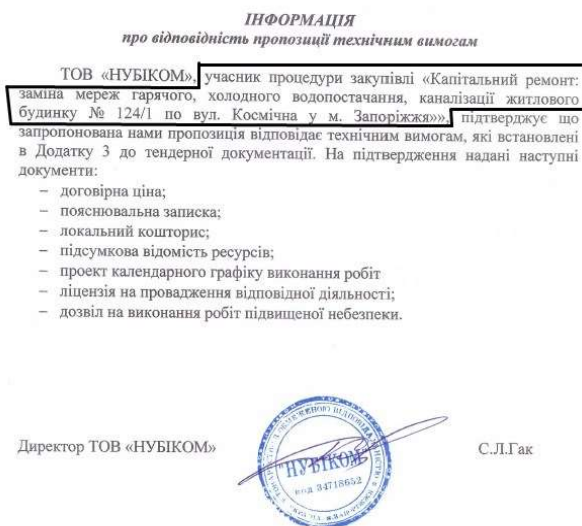 ІНФОРМАЦІЯ
про відповідність пропозиції технічним вимогам
ТОВ «НУБІКОМ», учасник процедури закупівлі «Капітальний ремонт:
заміна мереж гарячого, холодного водопостачання, каналізації житлового
будинку № 124/1 по вул. Космічна у м. Запоріжжя»», підтверджує що
запропонована нами пропозиція відповідає технічним вимогам, які встановлені
в Додатку 3 до тендерної документації. На підтвердження надані наступні
документи:
– договірна ціна;
– пояснювальна записка;
– локальний кошторис;
– підсумкова відомість ресурсів;
– проект календарного графіку виконання робіт
– ліцензія на провадження відповідної діяльності;
– дозвіл на виконання робіт підвищеної небезпеки.
Директор ТОВ «НУБІКОМ»
"НУБІКОМ"
код 34718652
С.Л.Гак